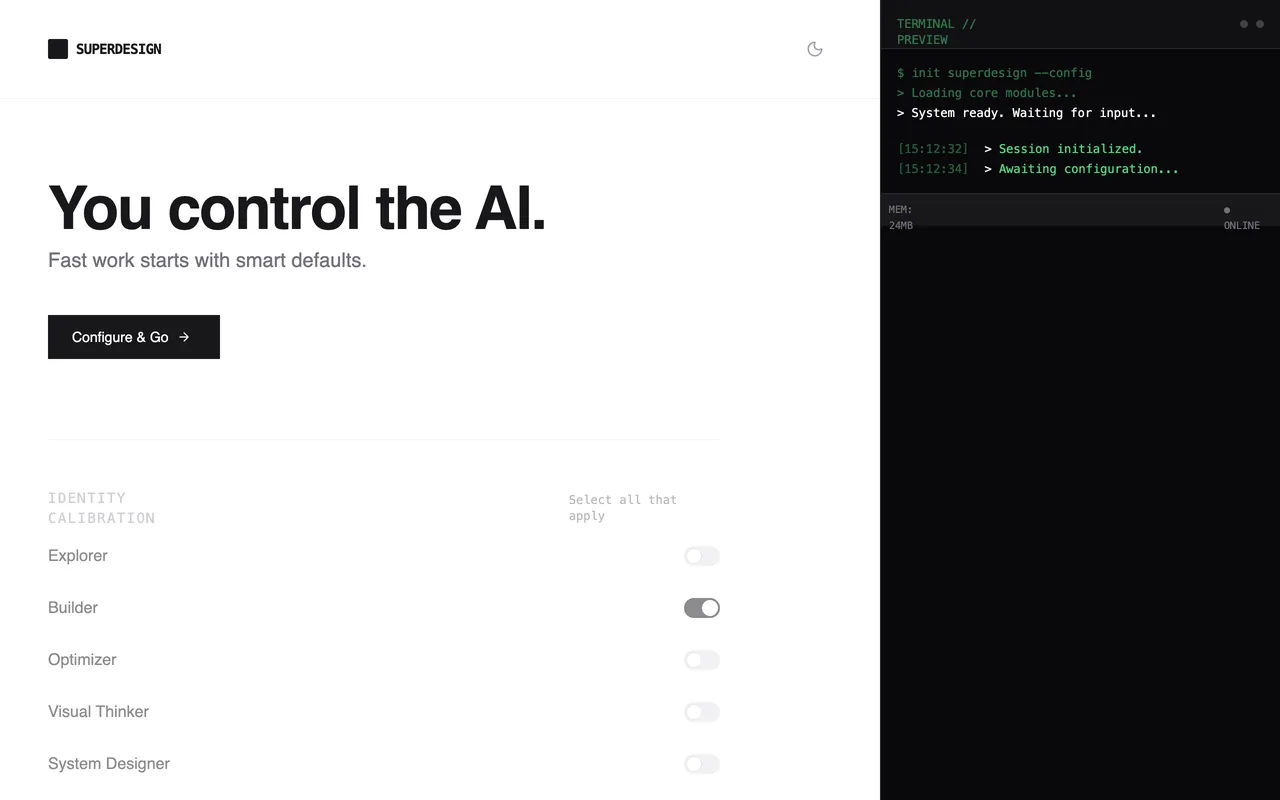 SUPERDESIGN
You control the AI.
Fast work starts with smart defaults.
Configure & Go →
IDENTITY
CALIBRATION
Select all that
apply
Explorer
Builder
Optimizer
Visual Thinker
System Designer
TERMINAL //
PREVIEW
$ init superdesign --config
> Loading core modules...
> System ready. Waiting for input...
[15:12:32] > Session initialized.
[15:12:34] > Awaiting configuration...
MEM:
24MB
● ONLINE